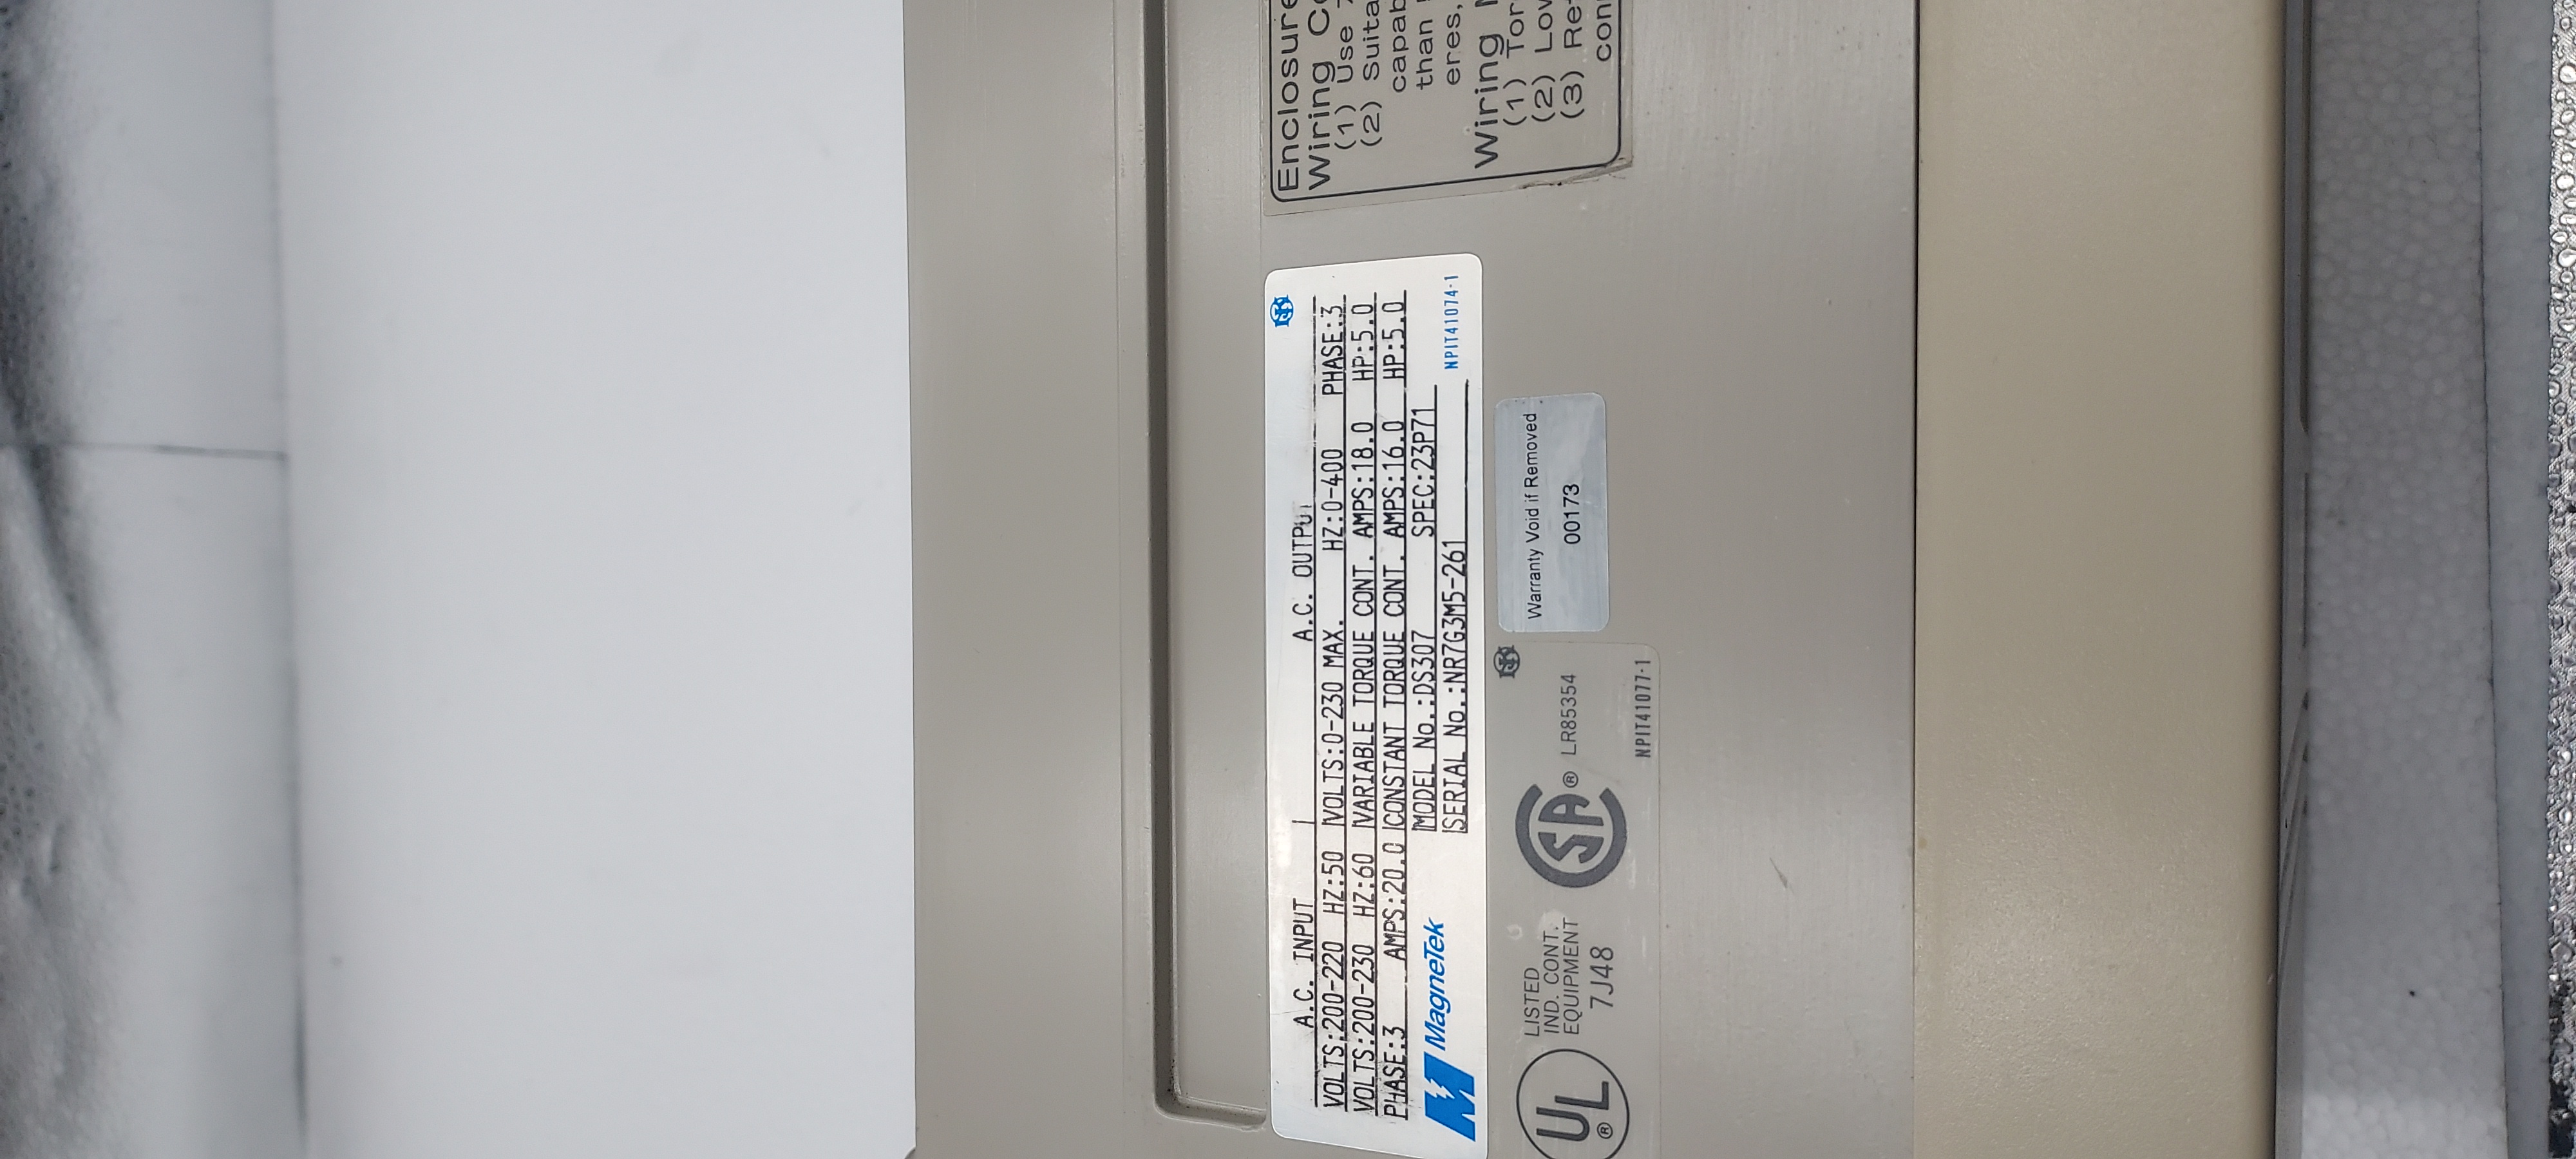 A.C. INPUT A.C. OUTPUT
VOLTS:200-220 HZ:50 VOLTS:0-230 MAX. HZ:0-400 PHASE:3
VOLTS:200-230 HZ:60 VARIABLE TORQUE CONT. AMPS:18.0 HP:5.0
PHASE:3 AMPS:20.0 CONSTANT TORQUE CONT. AMPS:16.0 HP:5.0
MODEL No.:DS307 SPEC:23P71
SERIAL No.:NR7G3M5-261
MagneTek
NPIT41074-1
UL
®
LISTED
IND. CONT.
EQUIPMENT
7J48
SA® LR85354
NPIT41077-1
Warranty Void if Removed
00173
Enclosure
Wiring
(1) Use
(2)
than
eres,
Wiring
(1)
(2)
(3)